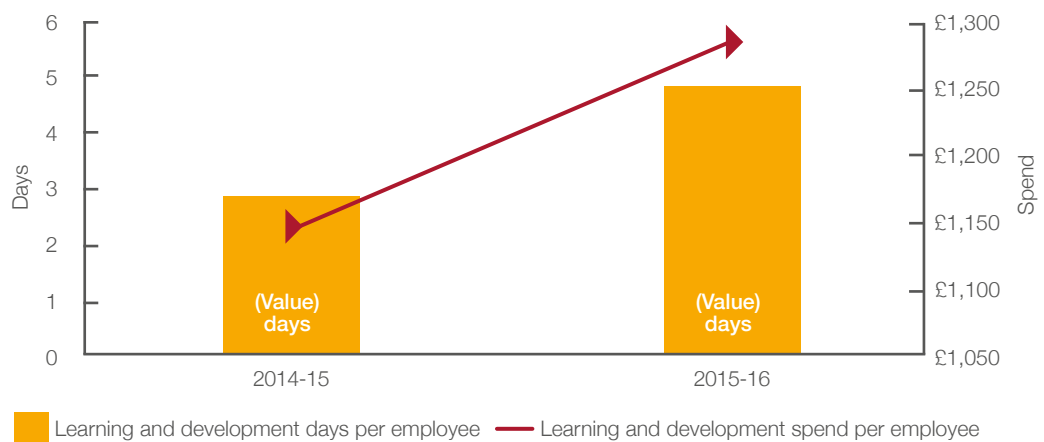 6
5
4
3
2
1
0
Days
£1,300
£1,250
£1,200
£1,150
£1,100
£1,050
Spend
(Value)
days
(Value)
days
2014-15
2015-16
Learning and development days per employee
Learning and development spend per employee